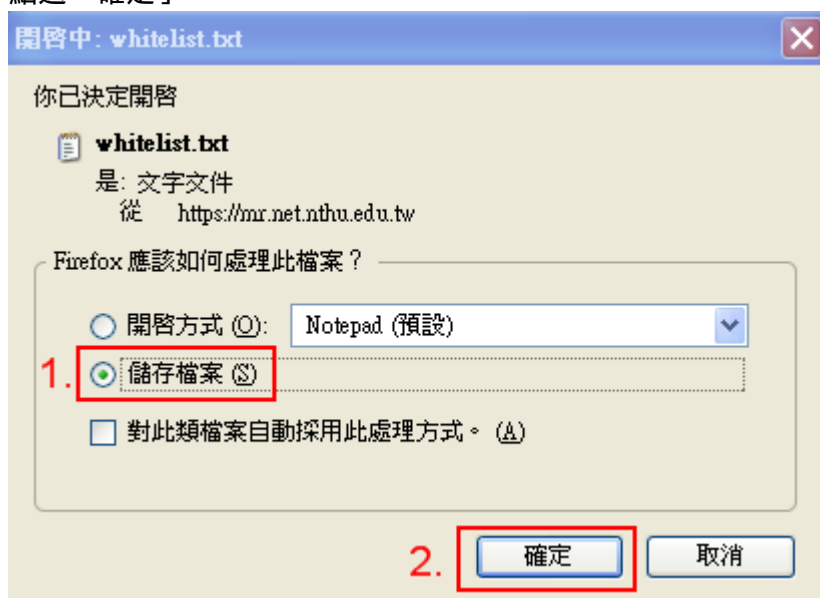 開啓中: whitelist.txt
你已決定開啓
whitelist.txt
是: 文字文件
從 https://mr.net.nthu.edu.tw
Firefox 應該如何處理此檔案？
開啓方式 (O): Notepad (預設)
1. 儲存檔案 (S)
對此類檔案自動採用此處理方式。 (A)
2. 確定 取消